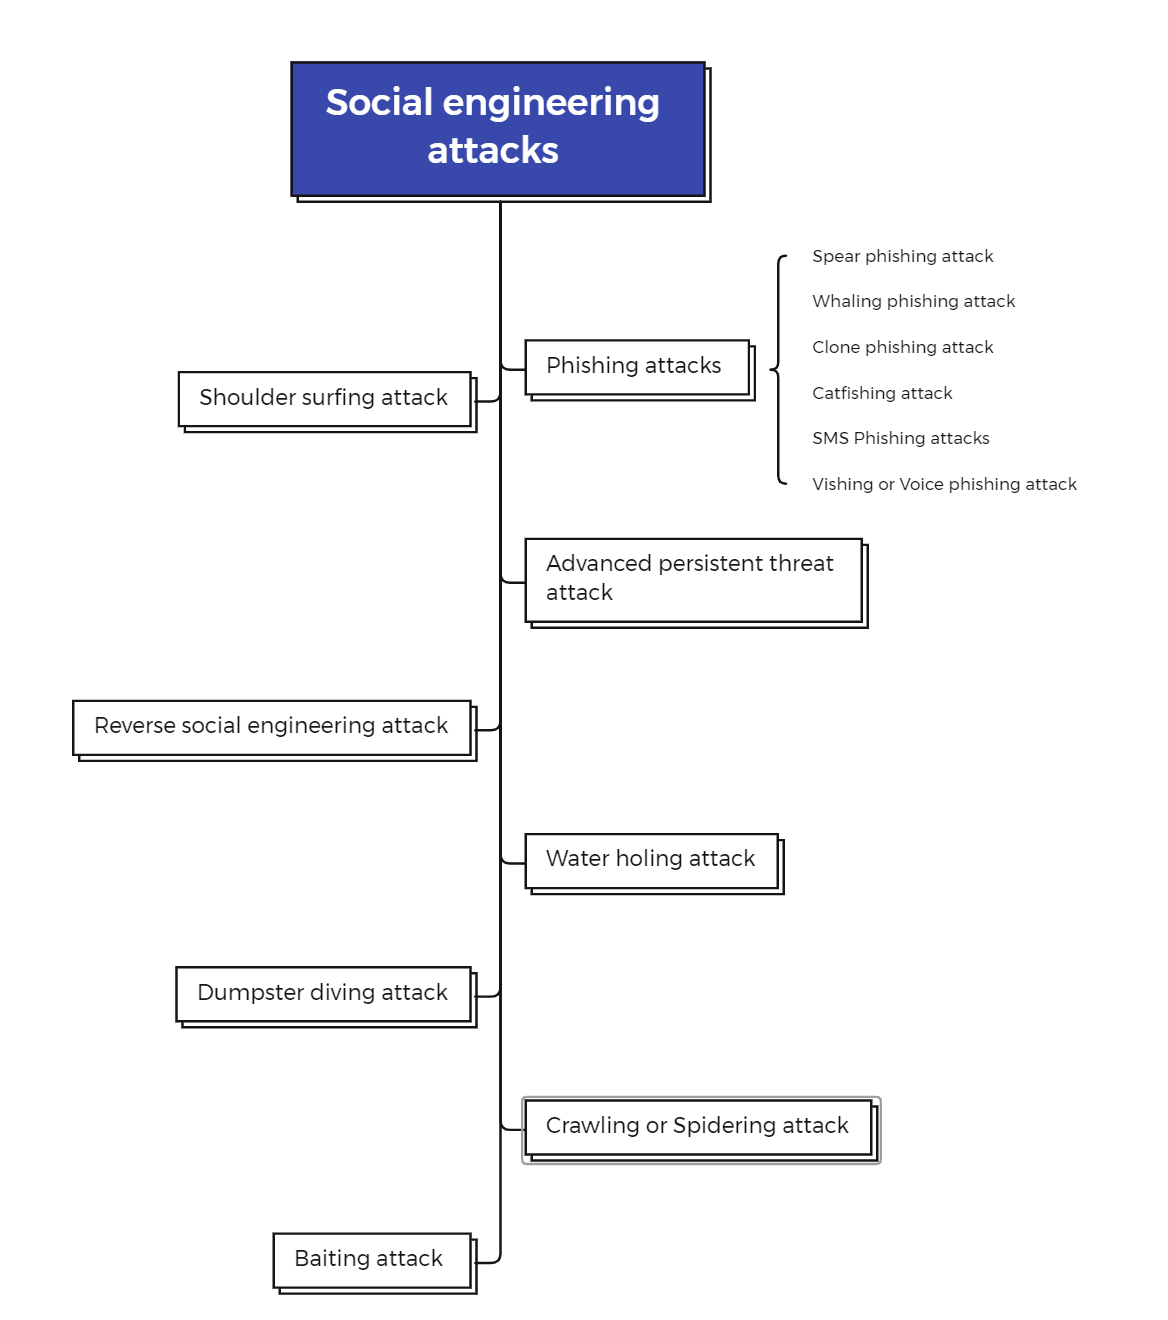 Social engineering
attacks
Spear phishing attack
Whaling phishing attack
Phishing attacks
Clone phishing attack
Shoulder surfing attack
Catfishing attack
SMS Phishing attacks
Vishing or Voice phishing attack
Advanced persistent threat
attack
Reverse social engineering attack
Water holing attack
Dumpster diving attack
Crawling or Spidering attack
Baiting attack